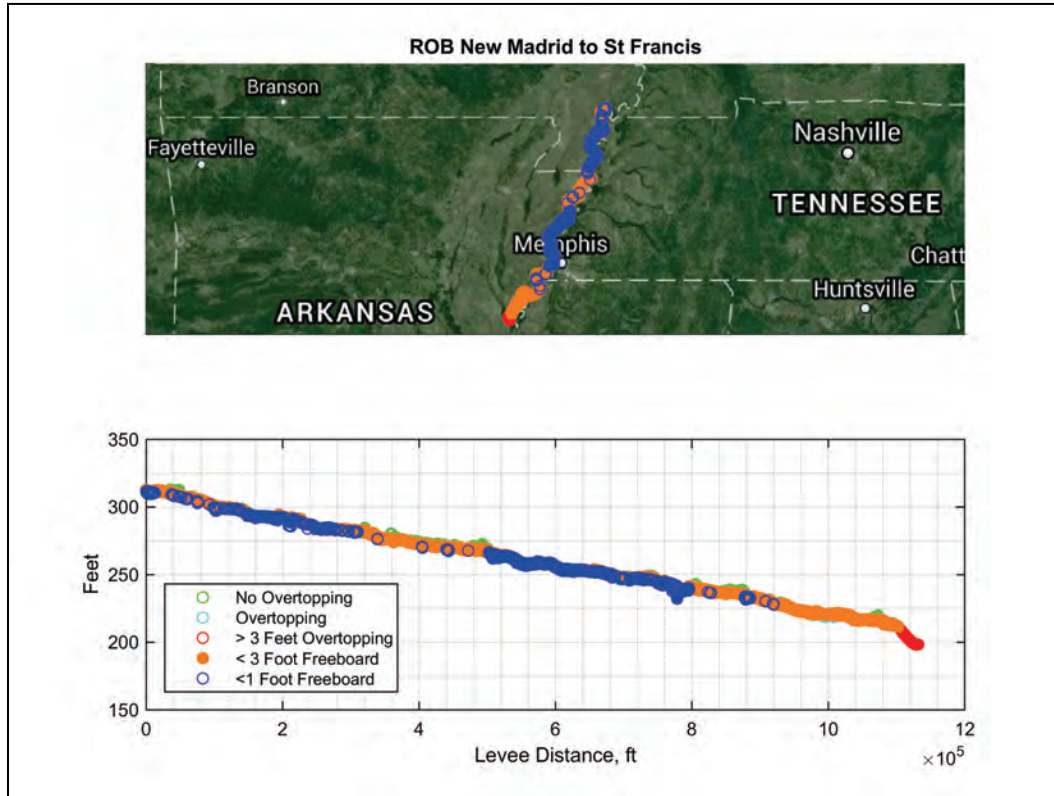 ROB New Madrid to St Francis
Branson
Fayetteville
Nashville
TENNESSEE
Memphis
Chatt
Huntsville
ARKANSAS
350
300
250
200
150
Feet
No Overtopping
Overtopping
> 3 Feet Overtopping
< 3 Foot Freeboard
<1 Foot Freeboard
0 2 4 6 8 10 12
Levee Distance, ft
×10⁵